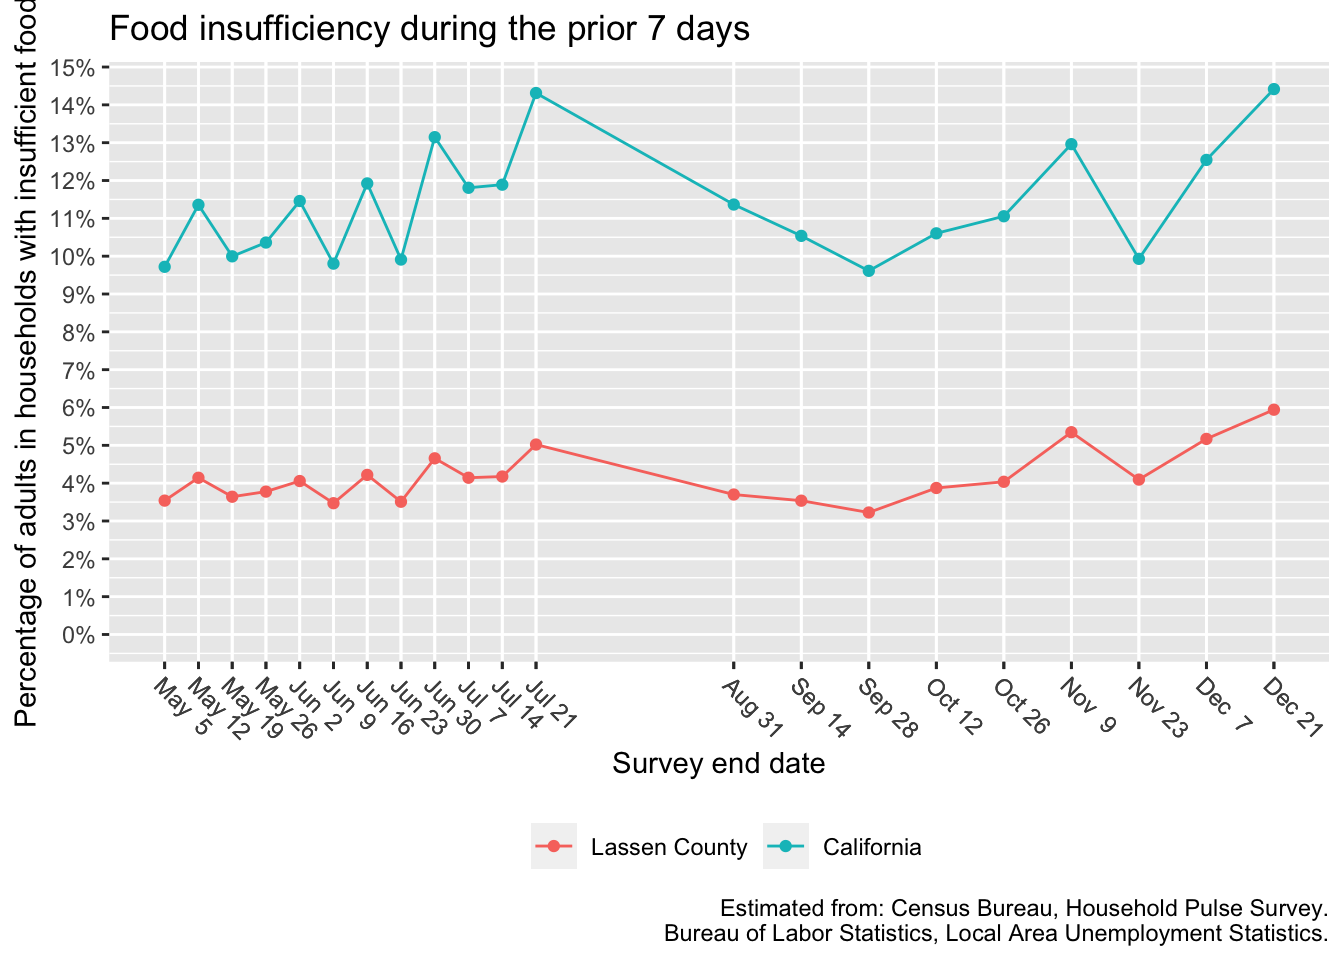 Food insufficiency during the prior 7 days
Percentage of adults in households with insufficient food
15%
14%
13%
12%
11%
10%
9%
8%
7%
6%
5%
4%
3%
2%
1%
0%
May 5
May 12
May 19
May 26
Jun 2
Jun 9
Jun 16
Jun 23
Jun 30
Jul 7
Jul 14
Jul 21
Aug 31
Sep 14
Sep 28
Oct 12
Oct 26
Nov 9
Nov 23
Dec 7
Dec 21
Survey end date
Lassen County
California
Estimated from: Census Bureau, Household Pulse Survey.
Bureau of Labor Statistics, Local Area Unemployment Statistics.